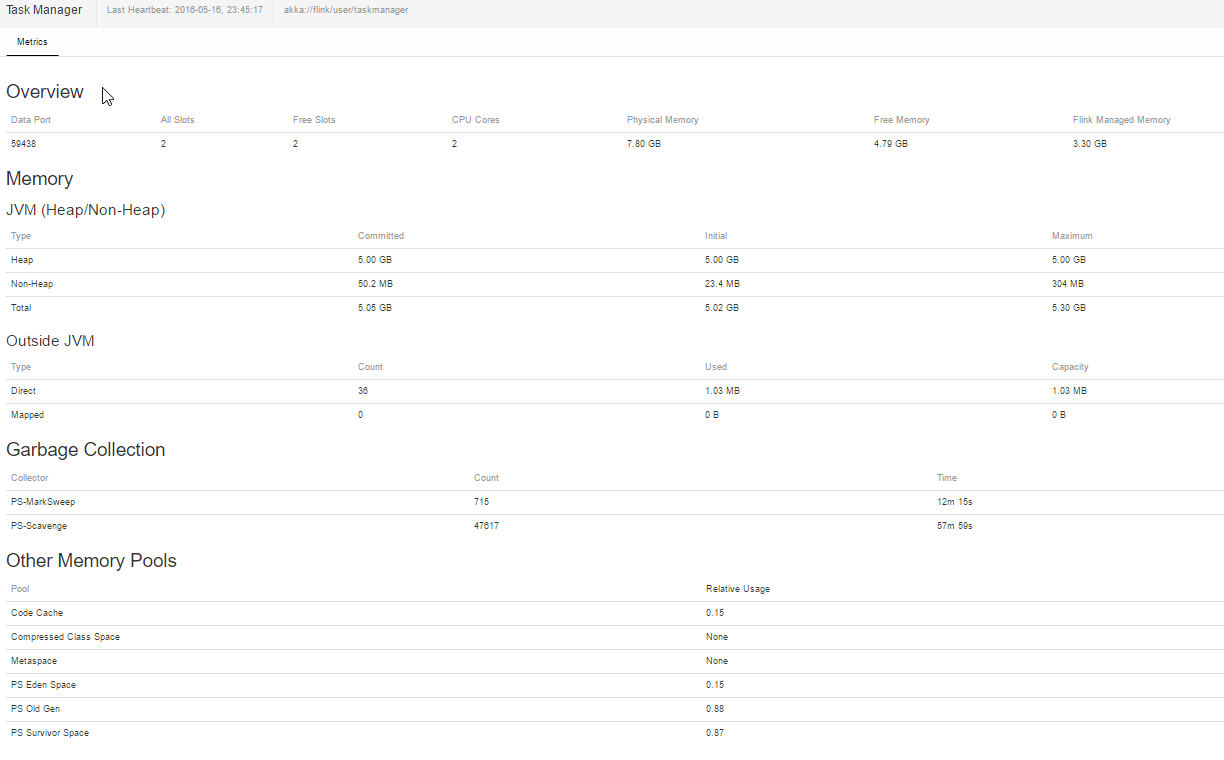 Task Manager Last Heartbeat: 2016-05-16, 23:45:17 akka://flink/user/taskmanager
Metrics
Overview
Data Port All Slots Free Slots CPU Cores Physical Memory Free Memory Flink Managed Memory
59438 2 2 2 7.80 GB 4.79 GB 3.30 GB
Memory
JVM (Heap/Non-Heap)
Type Committed Initial Maximum
Heap 5.00 GB 5.00 GB 5.00 GB
Non-Heap 50.2 MB 23.4 MB 304 MB
Total 5.05 GB 5.02 GB 5.30 GB
Outside JVM
Type Count Used Capacity
Direct 36 1.03 MB 1.03 MB
Mapped 0 0 B 0 B
Garbage Collection
Collector Count Time
PS-MarkSweep 715 12m 15s
PS-Scavenge 47617 57m 59s
Other Memory Pools
Pool Relative Usage
Code Cache 0.15
Compressed Class Space None
Metaspace None
PS Eden Space 0.15
PS Old Gen 0.88
PS Survivor Space 0.87